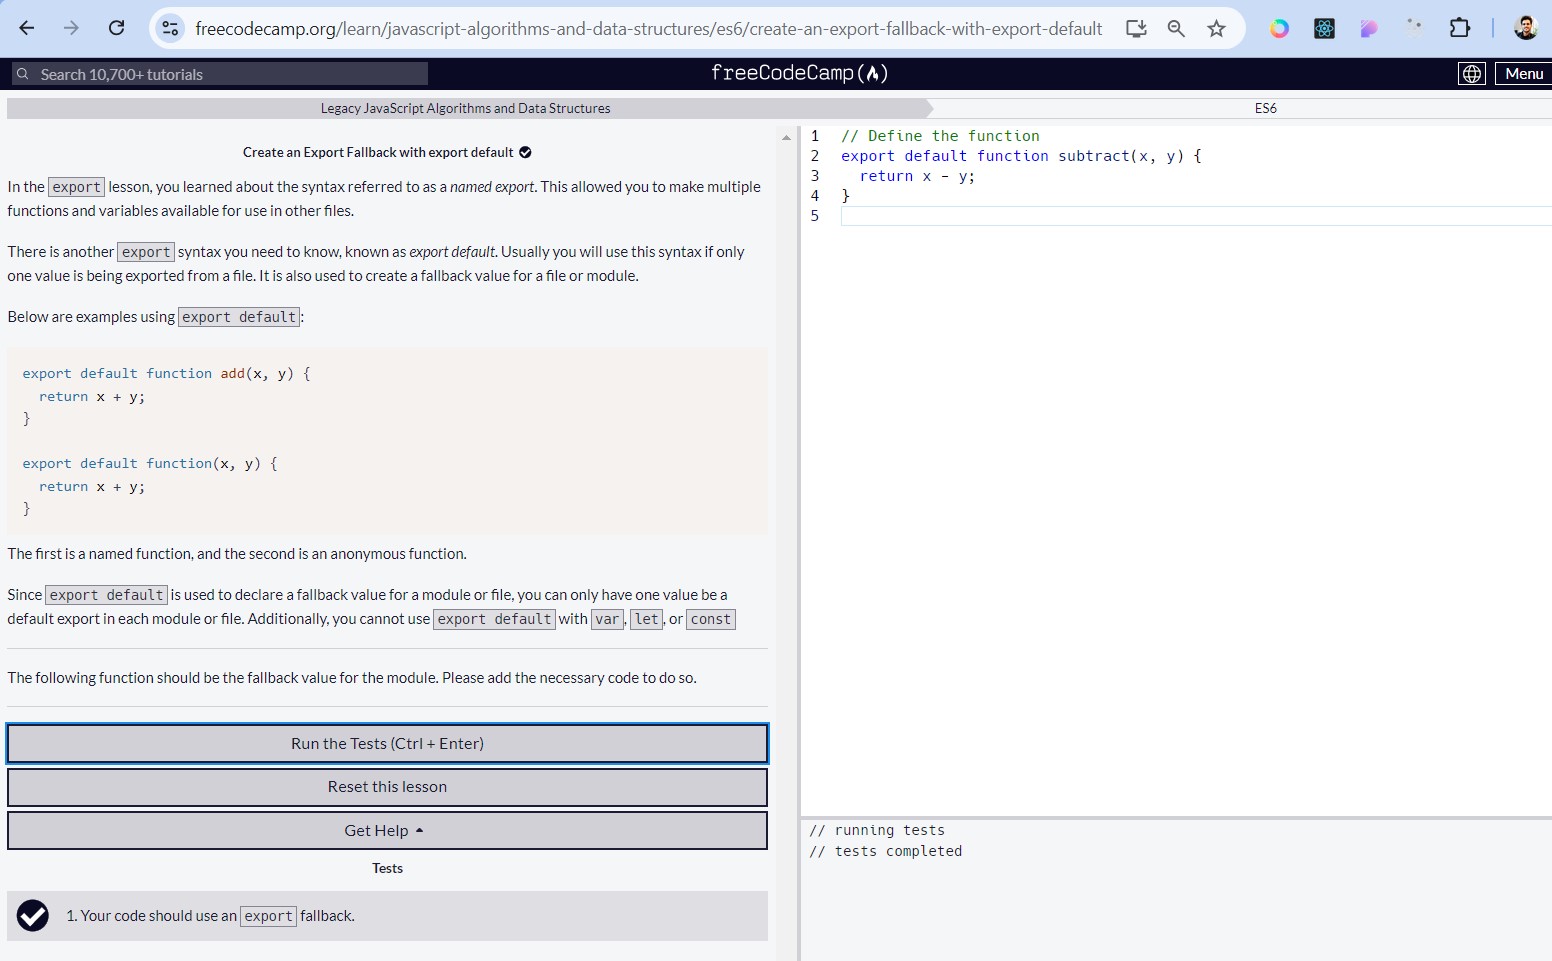 freecodecamp.org/learn/javascript-algorithms-and-data-structures/es6/create-an-export-fallback-with-export-default
Search 10,700+ tutorials
freeCodeCamp(🔥)
Menu
Legacy JavaScript Algorithms and Data Structures
ES6
Create an Export Fallback with export default
In the export lesson, you learned about the syntax referred to as a named export. This allowed you to make multiple
functions and variables available for use in other files.
There is another export syntax you need to know, known as export default. Usually you will use this syntax if only
one value is being exported from a file. It is also used to create a fallback value for a file or module.
Below are examples using export default:
export default function add(x, y) {
  return x + y;
}
export default function(x, y) {
  return x + y;
}
The first is a named function, and the second is an anonymous function.
Since export default is used to declare a fallback value for a module or file, you can only have one value be a
default export in each module or file. Additionally, you cannot use export default with var, let, or const
The following function should be the fallback value for the module. Please add the necessary code to do so.
Run the Tests (Ctrl + Enter)
Reset this lesson
Get Help
Tests
1. Your code should use an export fallback.
1 // Define the function
2 export default function subtract(x, y) {
3   return x - y;
4 }
5
// running tests
// tests completed